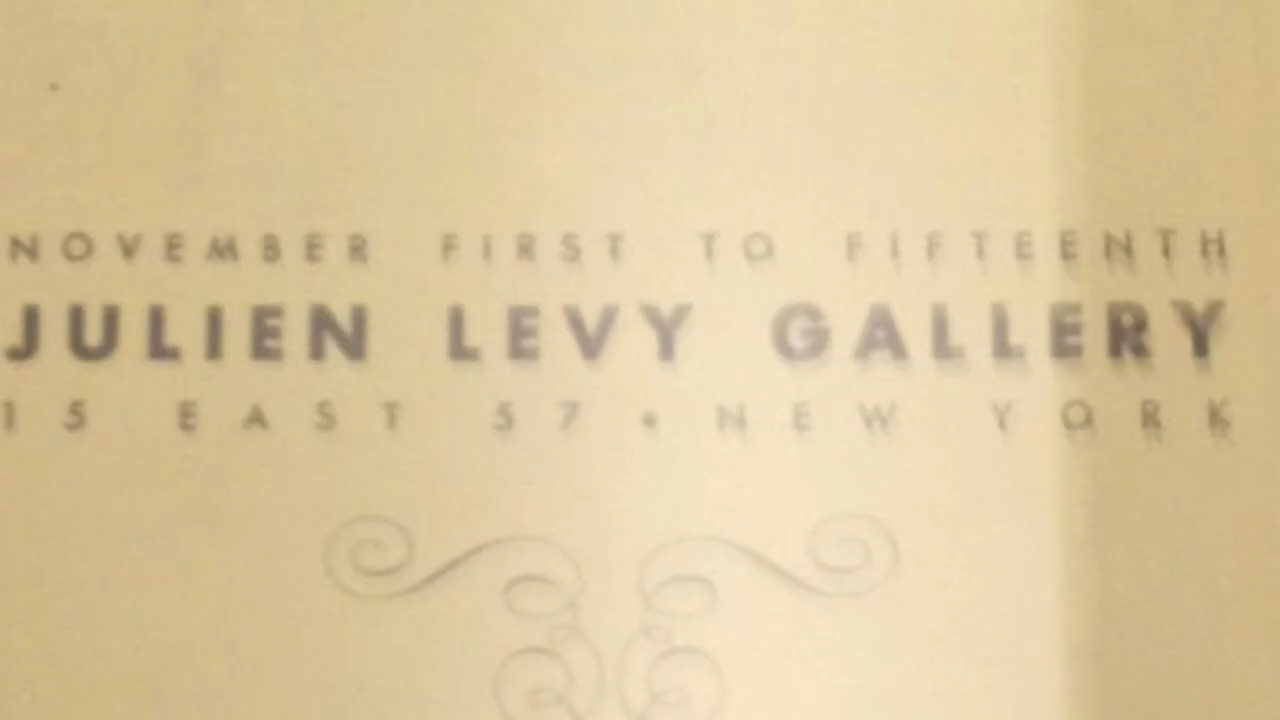 NOVEMBER FIRST TO FIFTEENTH
JULIEN LEVY GALLERY
15 EAST 57 • NEW YORK